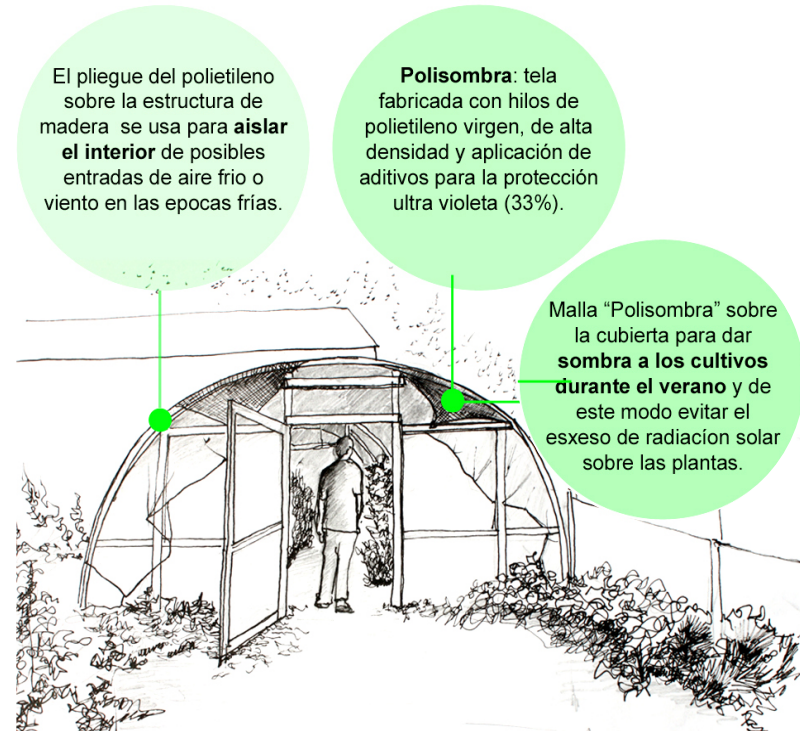 El pliegue del polietileno
sobre la estructura de
madera se usa para aislar
el interior de posibles
entradas de aire frio o
viento en las epocas frías.
Polisombra: tela
fabricada con hilos de
polietileno virgen, de alta
densidad y aplicación de
aditivos para la protección
ultra violeta (33%).
Malla “Polisombra” sobre
la cubierta para dar
sombra a los cultivos
durante el verano y de
este modo evitar el
esxeso de radiacíon solar
sobre las plantas.